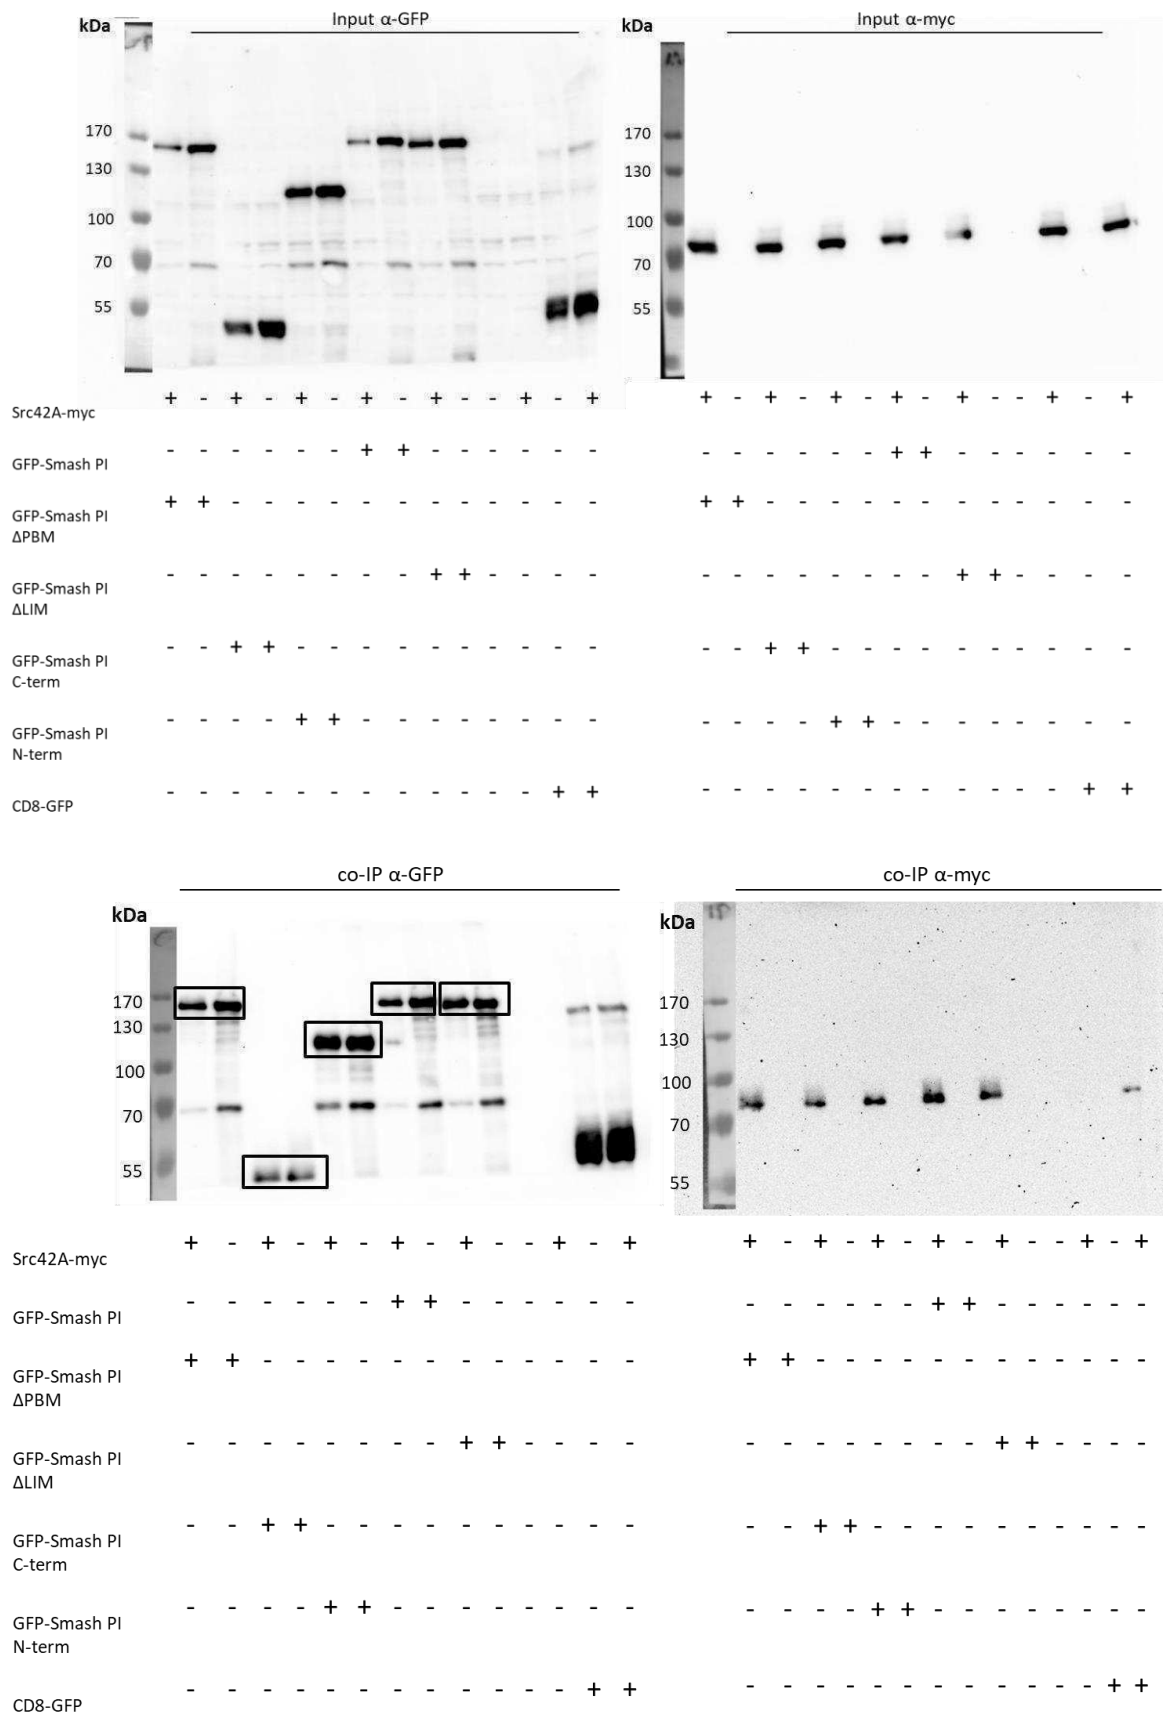 Input α-GFP
Input α-myc
kDa
kDa
170
130
100
70
55
170
130
100
70
55
Src42A-myc + - + - + - + - + - - + - + + - + - + - + - + - - + - +
GFP-Smash PI - - - - - - + + - - - - - - - - - - - - + + - - - - - -
GFP-Smash PI + + - - - - - - - - - - - - + + - - - - - - - - - - - -
ΔPBM
GFP-Smash PI - - - - - - - - + + - - - - - - - - - - - - + + - - - -
ΔLIM
GFP-Smash PI - - + + - - - - - - - - - - - - + + - - - - - - - - - -
C-term
GFP-Smash PI - - - - + + - - - - - - - - - - - - + + - - - - - - - -
N-term
CD8-GFP - - - - - - - - - - - - + + - - - - - - - - - - - - + +
co-IP α-GFP
co-IP α-myc
kDa
kDa
170
130
100
70
55
170
130
100
70
55
Src42A-myc + - + - + - + - + - - + - + + - + - + - + - + - - + - +
GFP-Smash PI - - - - - - + + - - - - - - - - - - - - + + - - - - - -
GFP-Smash PI + + - - - - - - - - - - - - + + - - - - - - - - - - - -
ΔPBM
GFP-Smash PI - - - - - - - - + + - - - - - - - - - - - - + + - - - -
ΔLIM
GFP-Smash PI - - + + - - - - - - - - - - - - + + - - - - - - - - - -
C-term
GFP-Smash PI - - - - + + - - - - - - - - - - - - + + - - - - - - - -
N-term
CD8-GFP - - - - - - - - - - - - + + - - - - - - - - - - - - + +